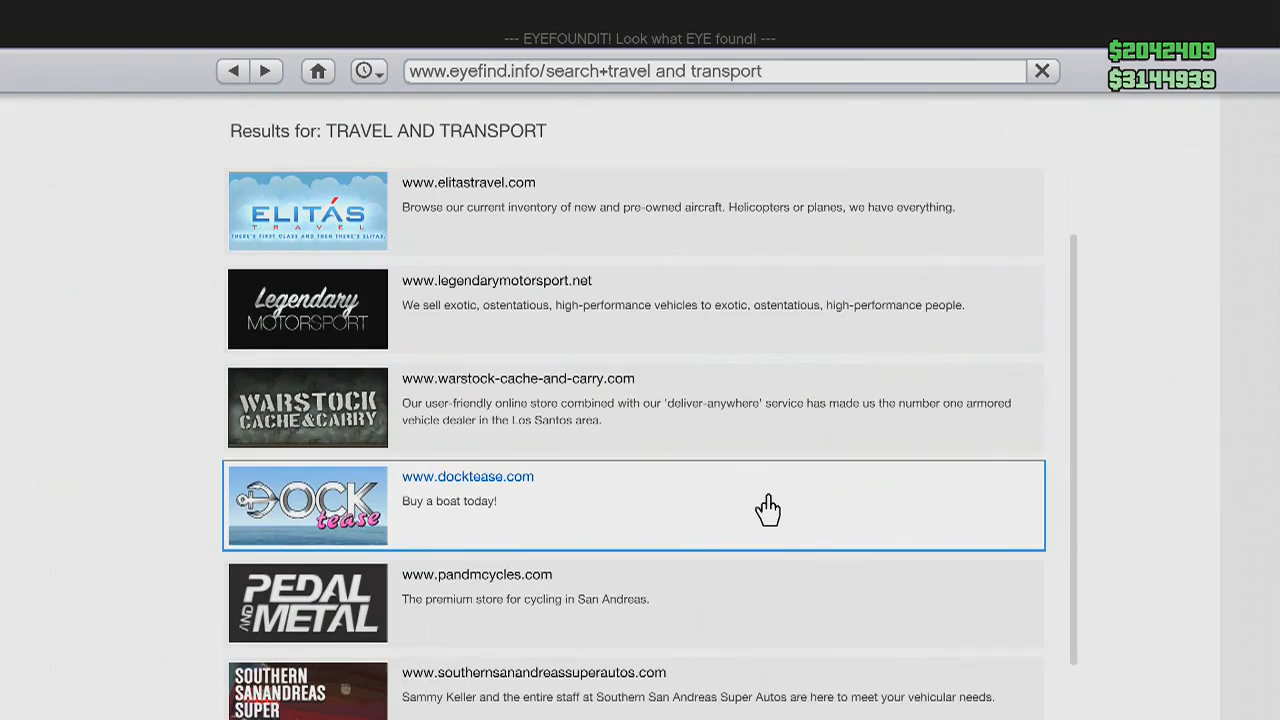 --- EYEFOUNDIT! Look what EYE found! ---
www.eyefind.info/search+travel and transport
$2042409
$3144939
Results for: TRAVEL AND TRANSPORT
ELITÁS
TRAVEL
THERE'S FIRST CLASS AND THEN THERE'S ELITAS.
www.elitastravel.com
Browse our current inventory of new and pre-owned aircraft. Helicopters or planes, we have everything.
Legendary
MOTORSPORT
www.legendarymotorsport.net
We sell exotic, ostentatious, high-performance vehicles to exotic, ostentatious, high-performance people.
WARSTOCK
CACHE&CARRY
www.warstock-cache-and-carry.com
Our user-friendly online store combined with our 'deliver-anywhere' service has made us the number one armored
vehicle dealer in the Los Santos area.
DOCK
tease
www.docktease.com
Buy a boat today!
PEDAL
AND METAL
www.pandmcycles.com
The premium store for cycling in San Andreas.
SOUTHERN
SANANDREAS
SUPER
www.southernsanandreassuperautos.com
Sammy Keller and the entire staff at Southern San Andreas Super Autos are here to meet your vehicular needs.